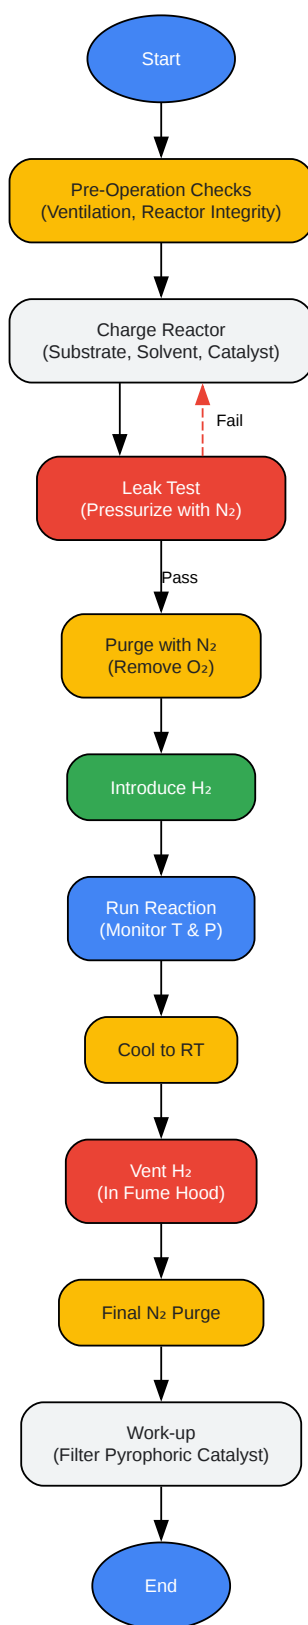 Start
Pre-Operation Checks
(Ventilation, Reactor Integrity)
Charge Reactor
(Substrate, Solvent, Catalyst)
Fail
Leak Test
(Pressurize with N₂)
Pass
Purge with N₂
(Remove O₂)
Introduce H₂
Run Reaction
(Monitor T & P)
Cool to RT
Vent H₂
(In Fume Hood)
Final N₂ Purge
Work-up
(Filter Pyrophoric Catalyst)
End